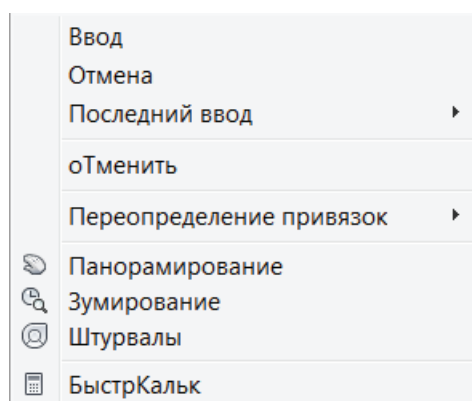 Ввод
Отмена
Последний ввод
оТменить
Переопределение привязок
Панорамирование
Зумирование
Штурвалы
БыстрКальк